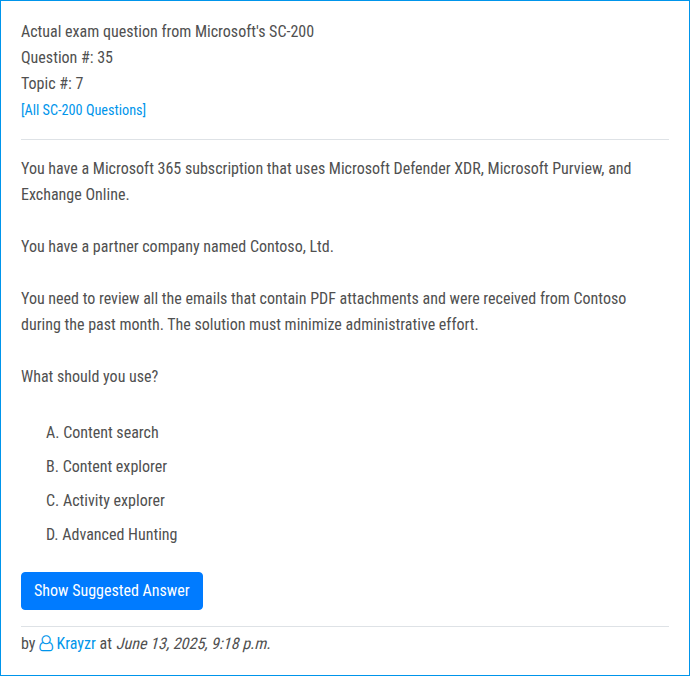 Actual exam question from Microsoft's SC-200
Question #: 35
Topic #: 7
[All SC-200 Questions]
You have a Microsoft 365 subscription that uses Microsoft Defender XDR, Microsoft Purview, and
Exchange Online.
You have a partner company named Contoso, Ltd.
You need to review all the emails that contain PDF attachments and were received from Contoso
during the past month. The solution must minimize administrative effort.
What should you use?
A. Content search
B. Content explorer
C. Activity explorer
D. Advanced Hunting
Show Suggested Answer
by Krayzr at June 13, 2025, 9:18 p.m.